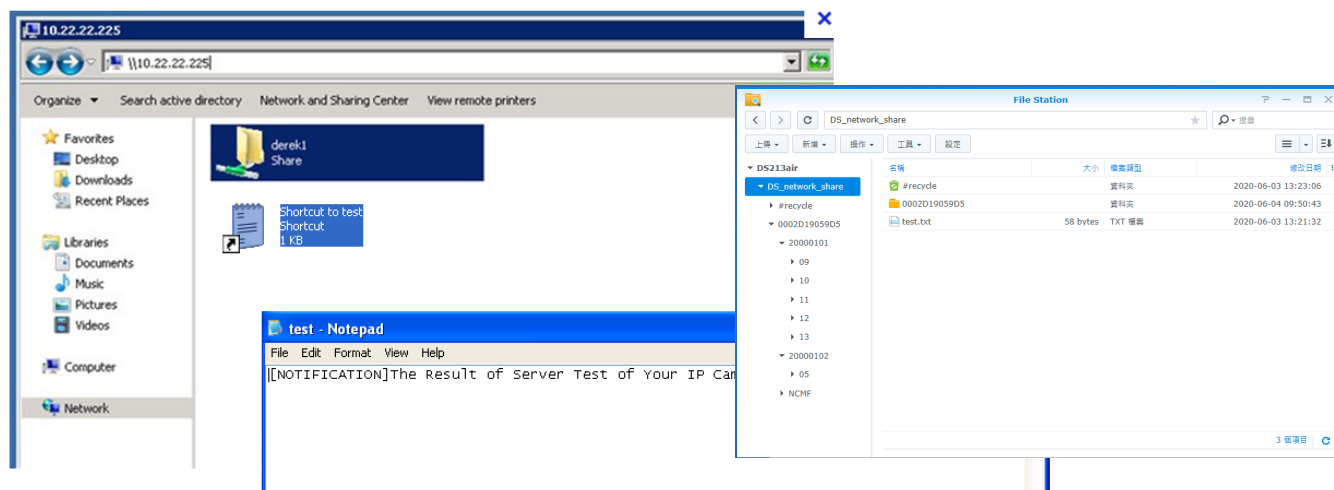 10.22.22.225
\\10.22.22.225
Organize Search active directory Network and Sharing Center View remote printers
Favorites
Desktop
Downloads
Recent Places
Libraries
Documents
Music
Pictures
Videos
Computer
Network
derek1
Share
Shortcut to test
Shortcut
1 KB
test - Notepad
File Edit Format View Help
[NOTIFICATION]The Result of Server Test of Your IP Cam
File Station
DS_network_share 搜尋
上傳 新增 操作 工具 設定
DS213air
DS_network_share
#recycle
0002D19059D5
20000101
09
10
11
12
13
20000102
05
NCMF
名稱 大小 檔案類型 修改日期
#recycle 資料夾 2020-06-03 13:23:06
0002D19059D5 資料夾 2020-06-04 09:50:43
test.txt 58 bytes TXT 檔案 2020-06-03 13:21:32
3 個項目